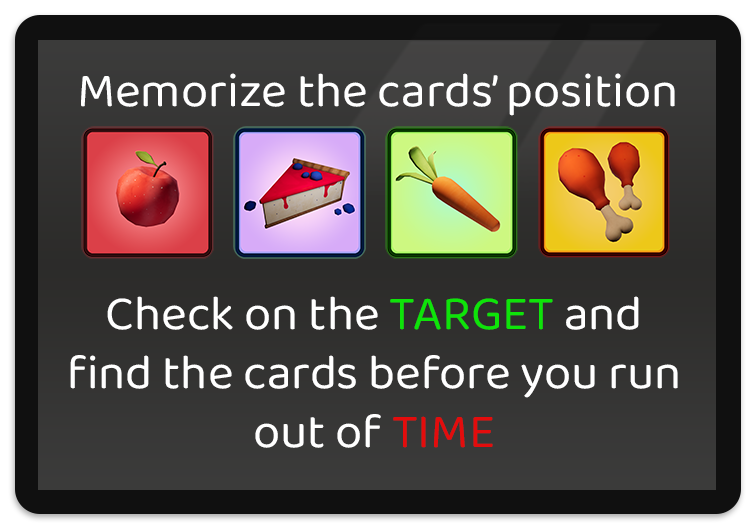 Memorize the cards’ position
Check on the TARGET and
find the cards before you run
out of TIME